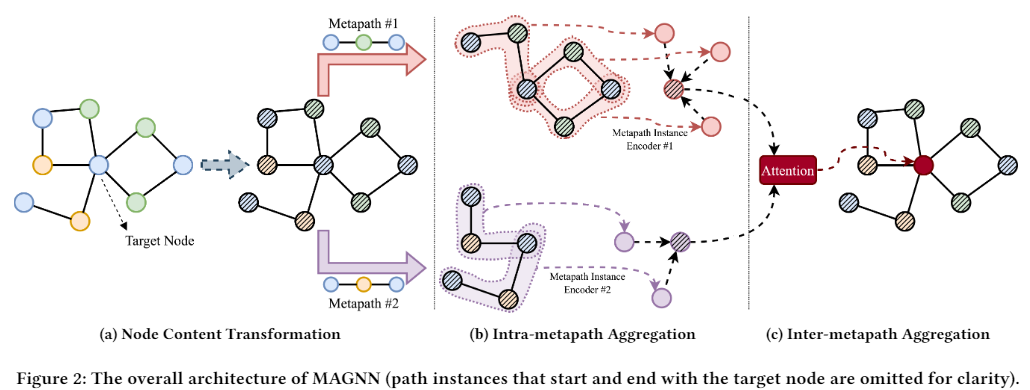 Metapath #1
Target Node
Metapath #2
(a) Node Content Transformation
Metapath Instance
Encoder #1
Metapath Instance
Encoder #2
(b) Intra-metapath Aggregation
Attention
(c) Inter-metapath Aggregation
Figure 2: The overall architecture of MAGNN (path instances that start and end with the target node are omitted for clarity).